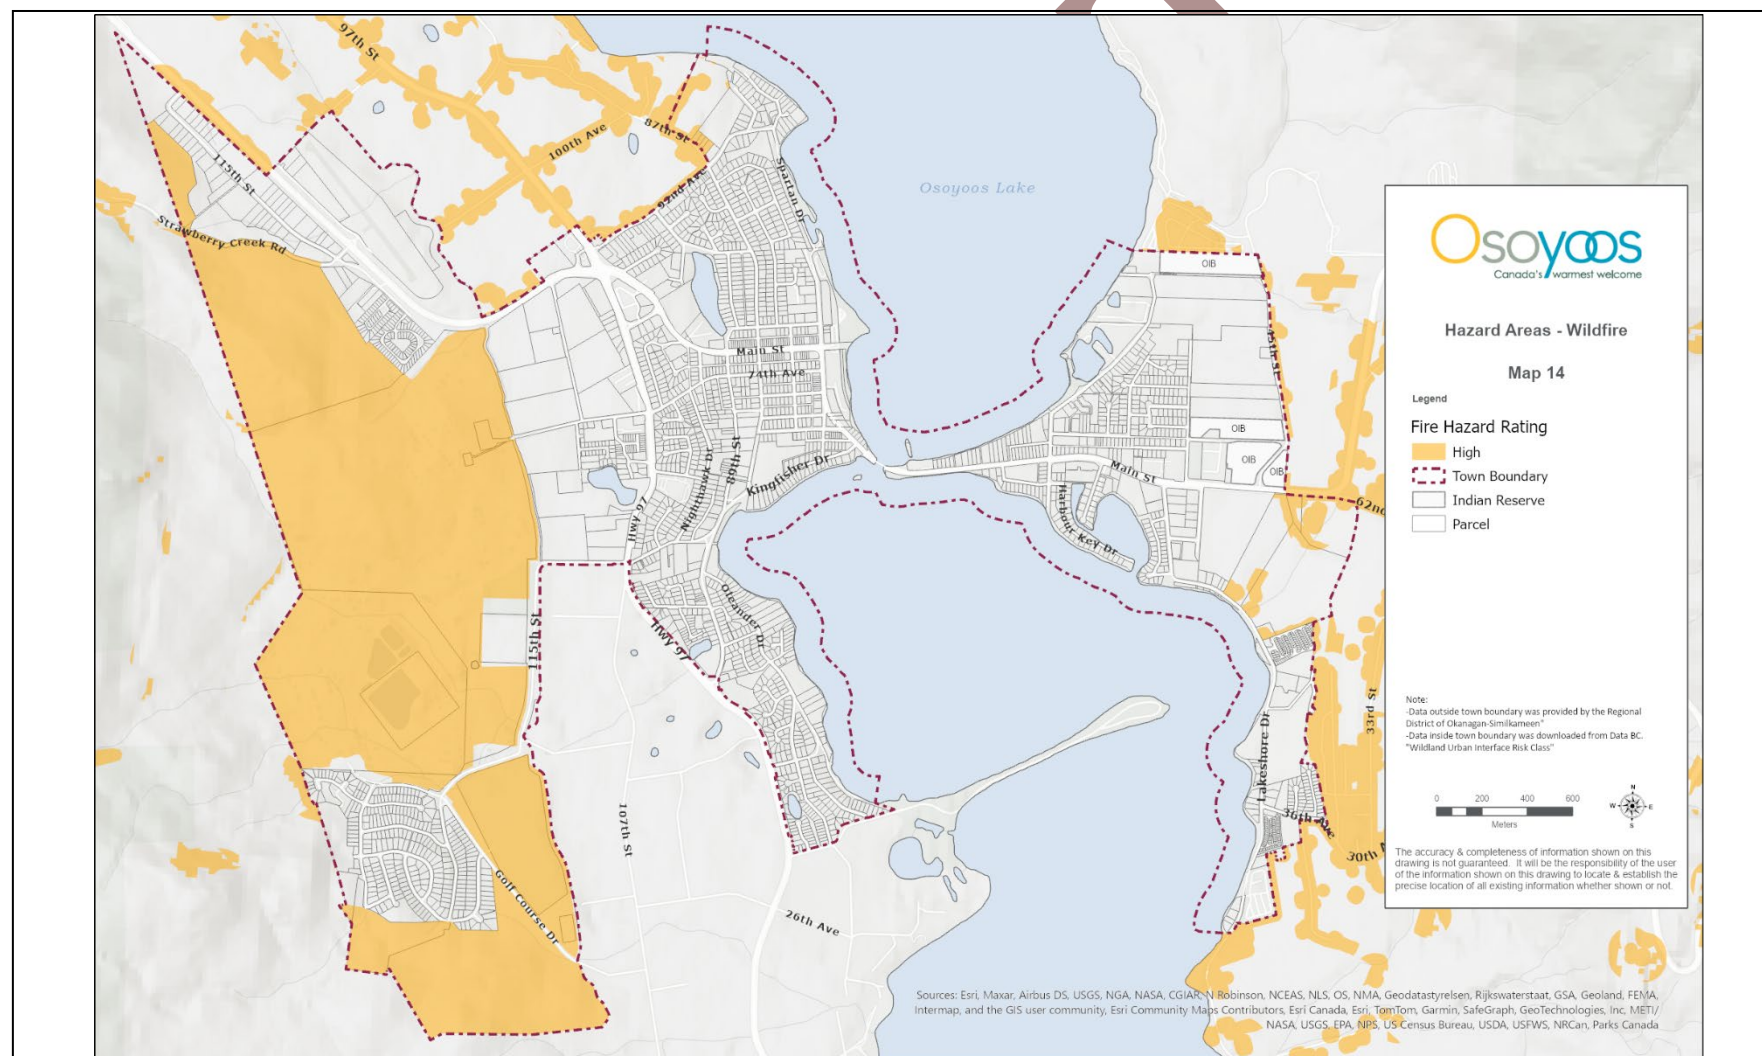 97th St
87th St
100th Ave
92nd Ave
Spartan Dr
115th St
Strawberry Creek Rd
Osoyoos Lake
OIB
45th St
Main St
74th Ave
89th St
Nighthawk Dr
Kingfisher Dr
Hwy 97
OIB
OIB
OIB
Main St
Harbour Key Dr
62nd
Oleander Dr
Hwy 97
115th St
33rd St
Lakeshore Dr
107th St
36th Ave
30th A
Golf Course Dr
26th Ave
Osoyoos
Canada's warmest welcome
Hazard Areas - Wildfire
Map 14
Legend
Fire Hazard Rating
High
Town Boundary
Indian Reserve
Parcel
Note:
-Data outside town boundary was provided by the Regional
District of Okanagan-Similkameen"
-Data inside town boundary was downloaded from Data BC.
"Wildland Urban Interface Risk Class"
0 200 400 600
Meters
N
W E
S
The accuracy & completeness of information shown on this
drawing is not guaranteed. It will be the responsibility of the user
of the information shown on this drawing to locate & establish the
precise location of all existing information whether shown or not.
Sources: Esri, Maxar, Airbus DS, USGS, NGA, NASA, CGIAR, N Robinson, NCEAS, NLS, OS, NMA, Geodatastyrelsen, Rijkswaterstaat, GSA, Geoland, FEMA,
Intermap, and the GIS user community, Esri Community Maps Contributors, Esri Canada, Esri, TomTom, Garmin, SafeGraph, GeoTechnologies, Inc, METI/
NASA, USGS, EPA, NPS, US Census Bureau, USDA, USFWS, NRCan, Parks Canada